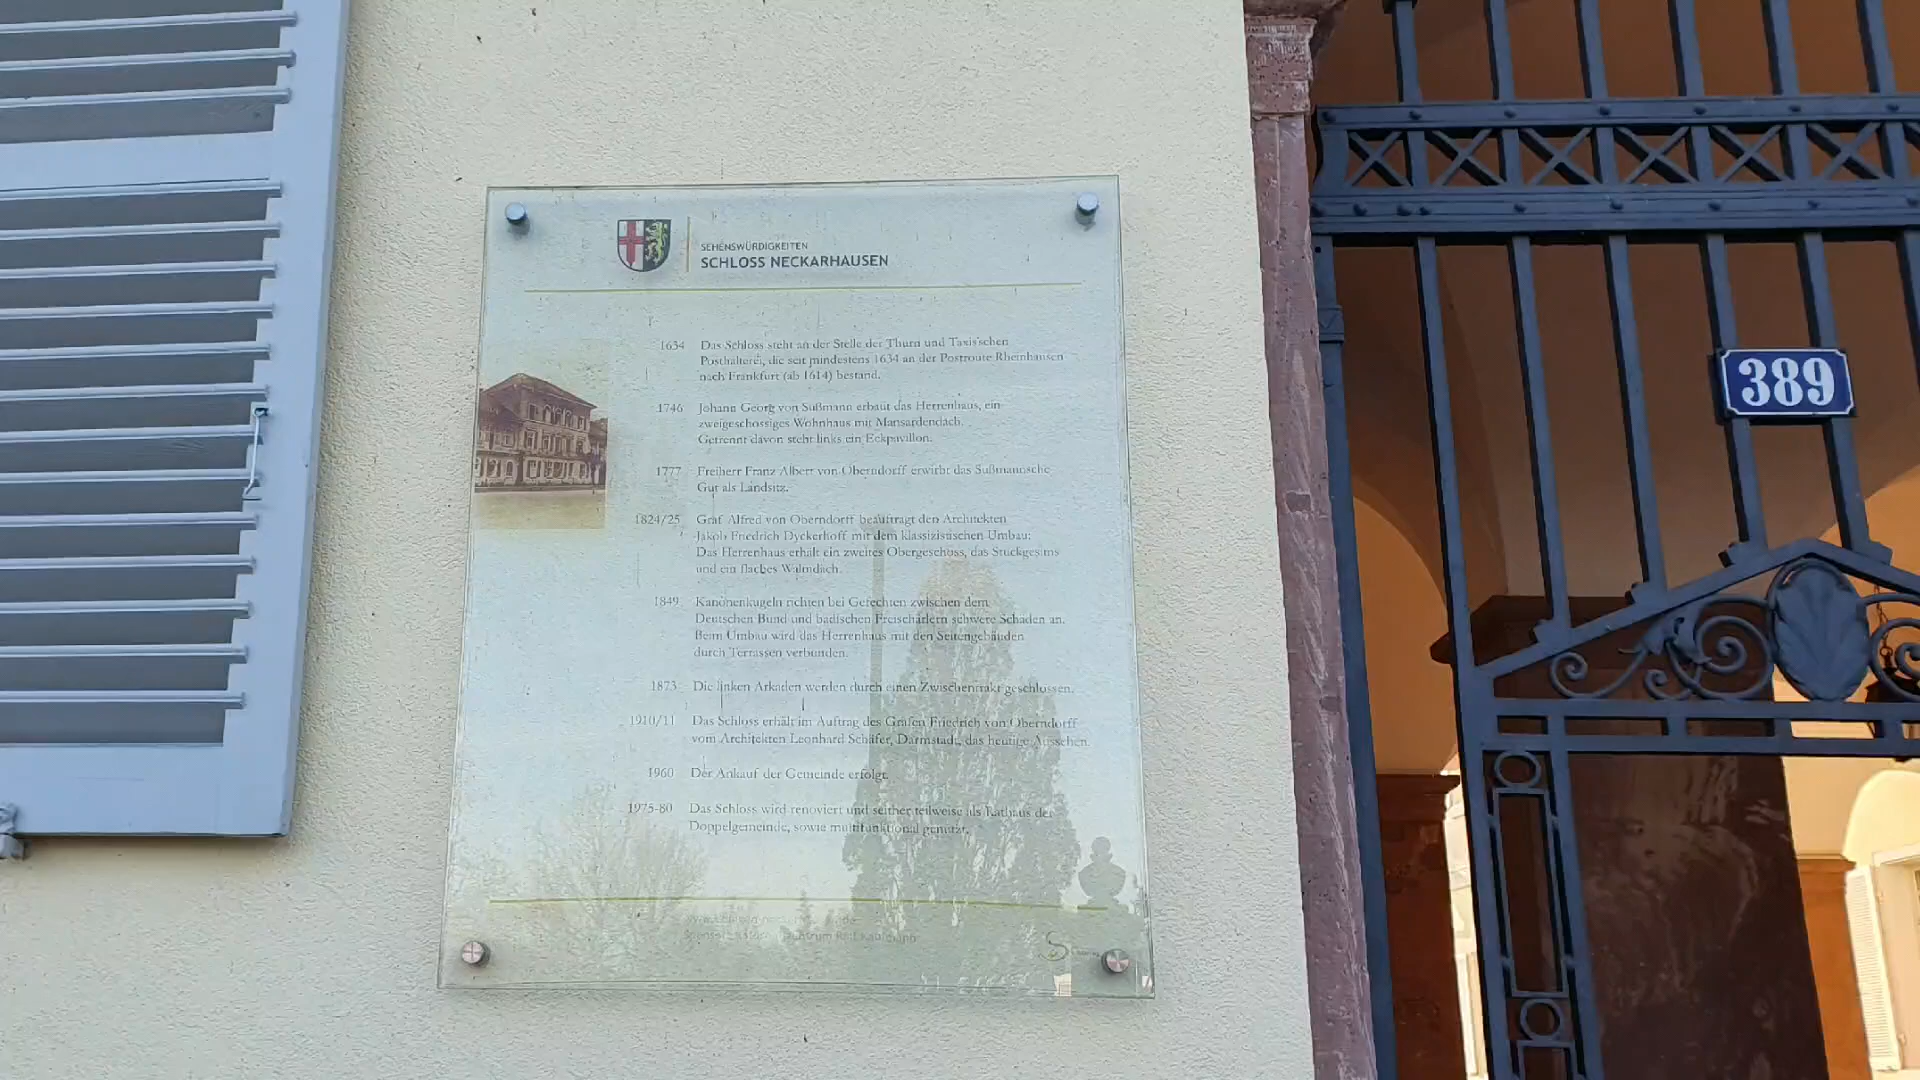 SEHENSWÜRDIGKEITEN
SCHLOSS NECKARHAUSEN
1634 Das Schloss steht an der Stelle der Thurn und Taxis'schen
Posthalterei, die seit mindestens 1634 an der Postroute Rheinhausen
nach Frankfurt (ab 1614) bestand.
1746 Johann Georg von Sußmann erbaut das Herrenhaus, ein
zweigeschossiges Wohnhaus mit Mansardendach.
Getrennt davon steht links ein Eckpavillon.
1777 Freiherr Franz Albert von Oberndorff erwirbt das Sußmannsche
Gut als Landsitz.
1824/25 Graf Alfred von Oberndorff beauftragt den Architekten
Jakob Friedrich Dyckerhoff mit dem klassizistischen Umbau:
Das Herrenhaus erhält ein zweites Obergeschoss, das Stuckgesims
und ein flaches Walmdach.
1849 Kanonenkugeln richten bei Gefechten zwischen dem
Deutschen Bund und badischen Freischärlern schwere Schäden an.
Beim Umbau wird das Herrenhaus mit den Seitengebäuden
durch Terrassen verbunden.
1873 Die linken Arkaden werden durch einen Zwischentrakt geschlossen.
1910/11 Das Schloss erhält im Auftrag des Grafen Friedrich von Oberndorff
vom Architekten Leonhard Schäfer, Darmstadt, das heutige Aussehen.
1960 Der Ankauf der Gemeinde erfolgt.
1975-80 Das Schloss wird renoviert und seither teilweise als Rathaus der
Doppelgemeinde, sowie multifunktional genutzt.
389